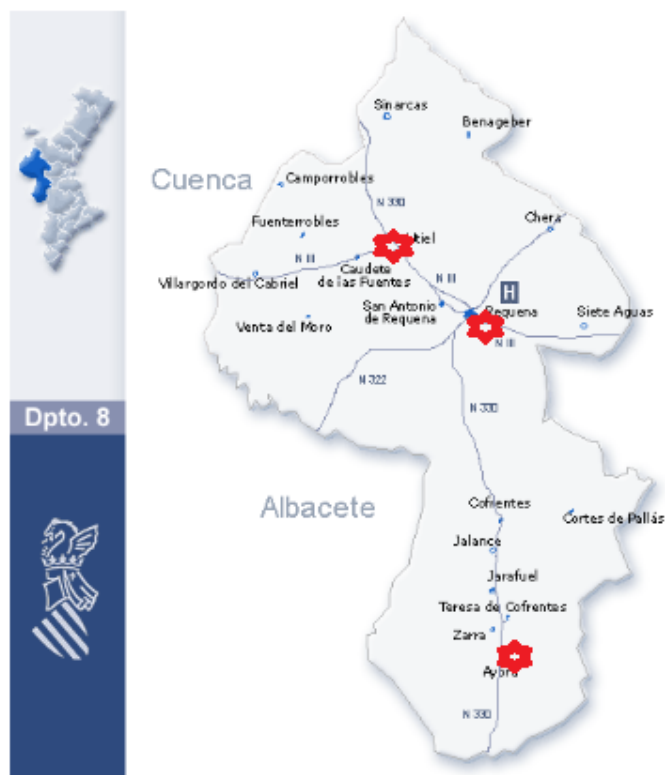 Sinarcas
Benageber
Cuenca
Camporrobles
N 330
Chera
Fuenterrobles
N III
Caudete
de las Fuentes
Villargordo del Cabriel
N III
H
San Antonio
de Requena
Requena
Siete Aguas
Venta del Moro
N III
N 322
N 330
Dpto. 8
Albacete
Cofrentes
Cortes de Pallás
Jalance
Jarafuel
Teresa de Cofrentes
Zarra
N 330